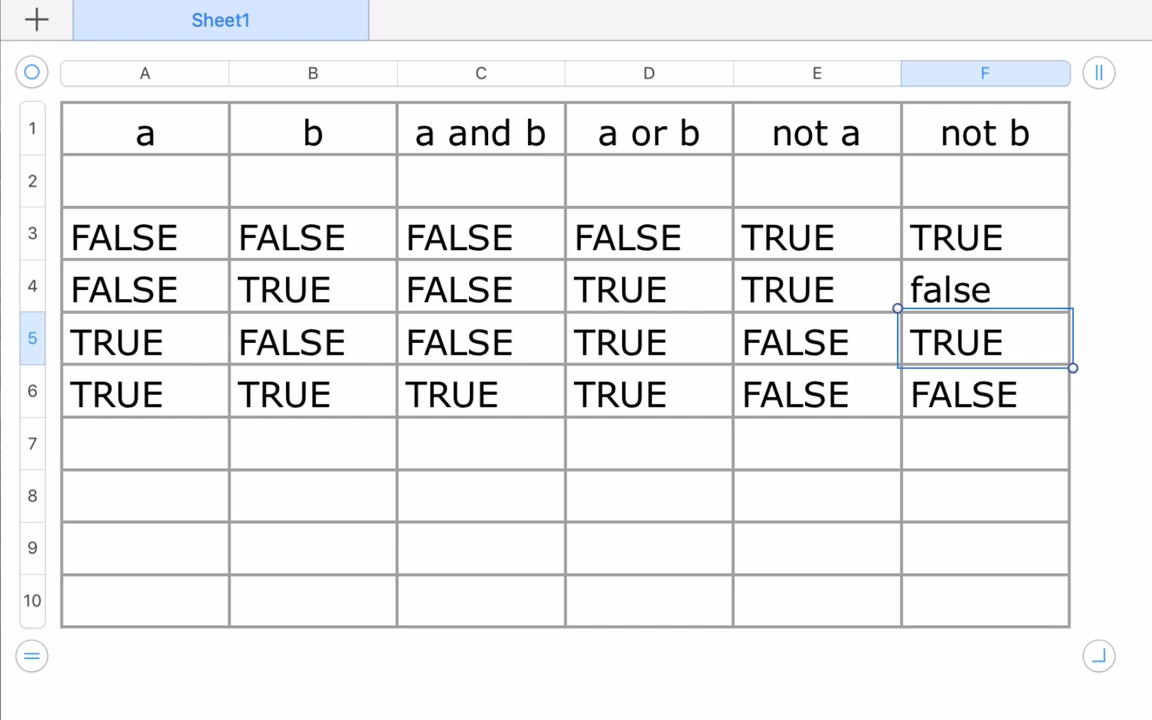 Sheet1
A B C D E F
1 a b a and b a or b not a not b
2
3 FALSE FALSE FALSE FALSE TRUE TRUE
4 FALSE TRUE FALSE TRUE TRUE false
5 TRUE FALSE FALSE TRUE FALSE TRUE
6 TRUE TRUE TRUE TRUE FALSE FALSE
7
8
9
10